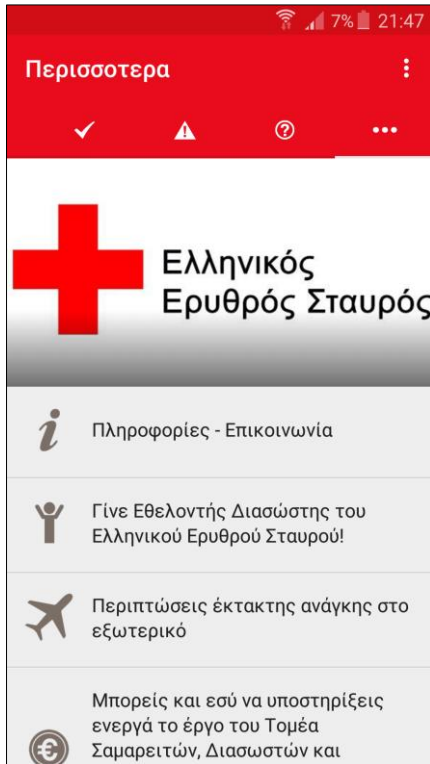 7% 21:47
Περισσοτερα
Ελληνικός
Ερυθρός Σταυρός
Πληροφορίες - Επικοινωνία
Γίνε Εθελοντής Διασώστης του
Ελληνικού Ερυθρού Σταυρού!
Περιπτώσεις έκτακτης ανάγκης στο
εξωτερικό
Μπορείς και εσύ να υποστηρίξεις
ενεργά το έργο του Τομέα
Σαμαρειτών, Διασωστών και